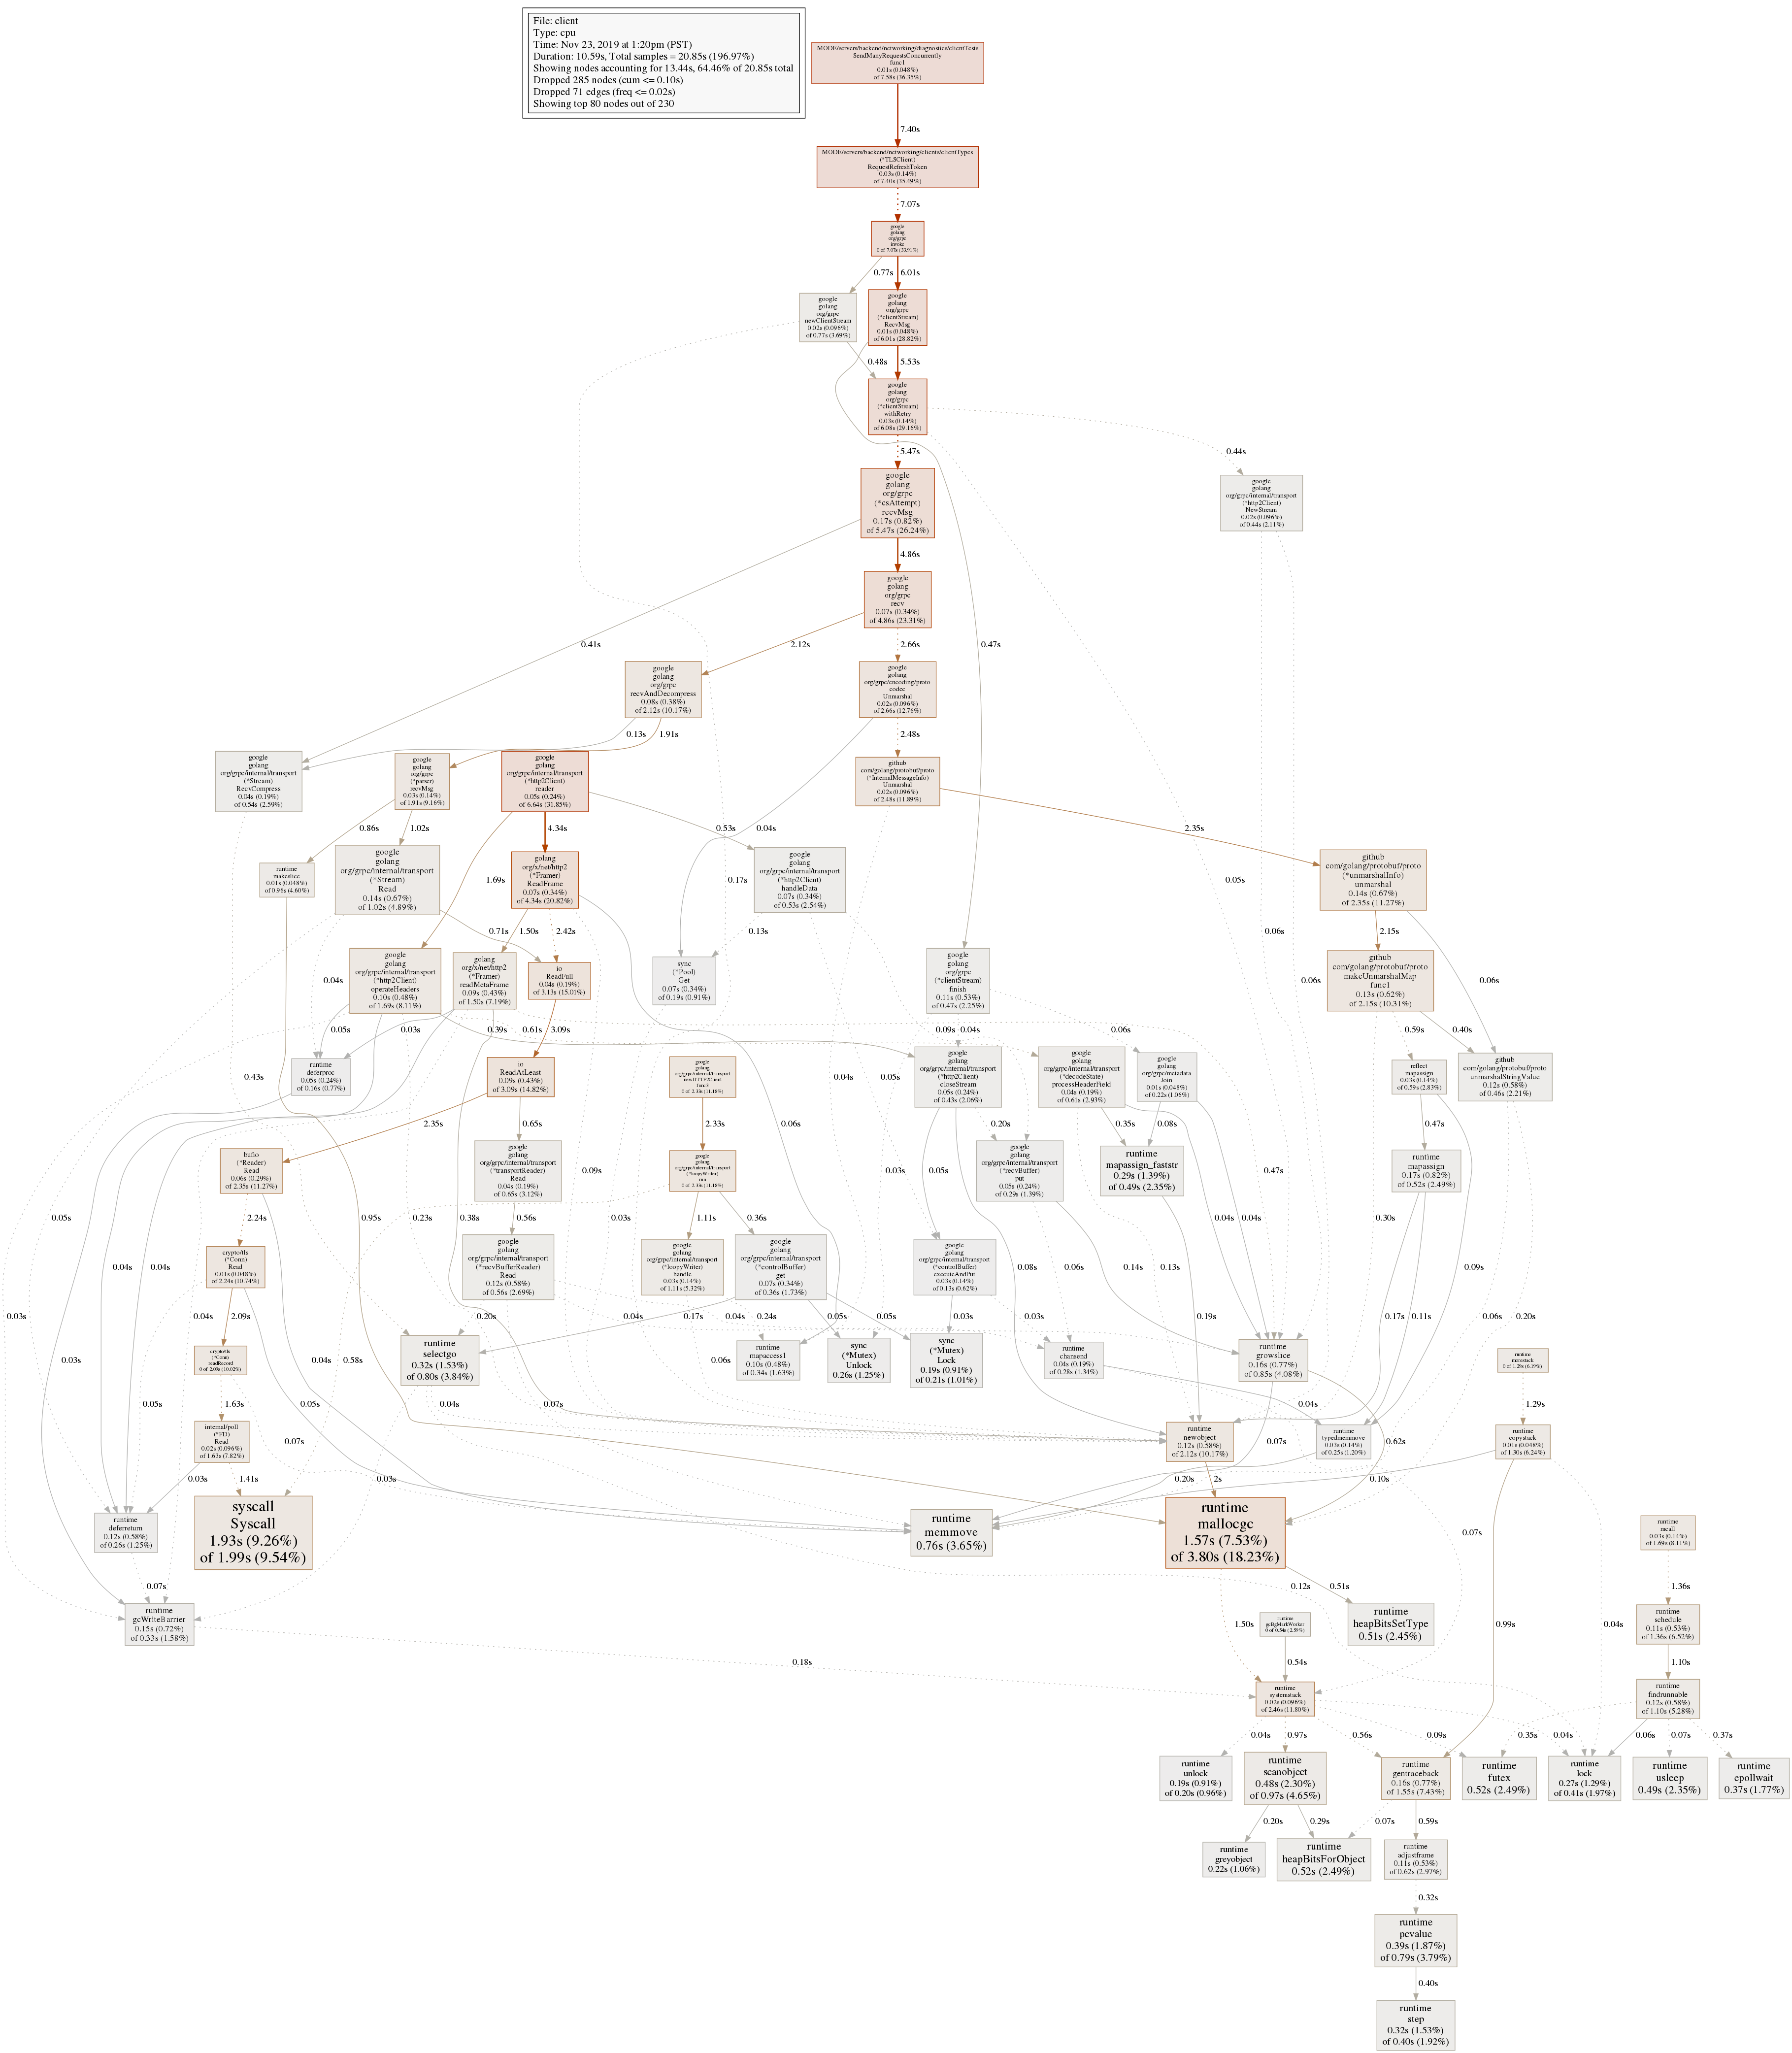 File: client
Type: cpu
Time: Nov 23, 2019 at 1:20pm (PST)
Duration: 10.59s, Total samples = 20.85s (196.97%)
Showing nodes accounting for 13.44s, 64.46% of 20.85s total
Dropped 285 nodes (cum <= 0.10s)
Dropped 71 edges (freq <= 0.02s)
Showing top 80 nodes out of 230
MODE/servers/backend/networking/diagnostics/clientTests
SendManyRequestsConcurrently
func1
0.01s (0.048%)
of 7.58s (36.35%)
7.40s
MODE/servers/backend/networking/clients/clientTypes
(*TLSClient)
RequestRefreshToken
0.03s (0.14%)
of 7.40s (35.49%)
7.07s
google
golang
org/grpc
invoke
0 of 7.07s (33.91%)
0.77s
6.01s
google
golang
org/grpc
newClientStream
0.02s (0.096%)
of 0.77s (3.69%)
google
golang
org/grpc
(*clientStream)
RecvMsg
0.01s (0.048%)
of 6.01s (28.82%)
0.48s
5.53s
google
golang
org/grpc
(*clientStream)
withRetry
0.03s (0.14%)
of 6.08s (29.16%)
5.47s
0.44s
google
golang
org/grpc
(*csAttempt)
recvMsg
0.17s (0.82%)
of 5.47s (26.24%)
google
golang
org/grpc/internal/transport
(*http2Client)
NewStream
0.02s (0.096%)
of 0.44s (2.11%)
4.86s
google
golang
org/grpc
recv
0.07s (0.34%)
of 4.86s (23.31%)
0.41s
2.12s
2.66s
0.47s
google
golang
org/grpc
recvAndDecompress
0.08s (0.38%)
of 2.12s (10.17%)
google
golang
org/grpc/encoding/proto
codec
Unmarshal
0.02s (0.096%)
of 2.66s (12.76%)
0.13s
1.91s
2.48s
google
golang
org/grpc/internal/transport
(*Stream)
RecvCompress
0.04s (0.19%)
of 0.54s (2.59%)
google
golang
org/grpc
(*parser)
recvMsg
0.03s (0.14%)
of 1.91s (9.16%)
google
golang
org/grpc/internal/transport
(*http2Client)
reader
0.05s (0.24%)
of 6.64s (31.85%)
github
com/golang/protobuf/proto
(*InternalMessageInfo)
Unmarshal
0.02s (0.096%)
of 2.48s (11.89%)
0.86s
1.02s
4.34s
0.53s
0.04s
2.35s
runtime
makeslice
0.01s (0.048%)
of 0.96s (4.60%)
google
golang
org/grpc/internal/transport
(*Stream)
Read
0.14s (0.67%)
of 1.02s (4.89%)
1.69s
golang
org/x/net/http2
(*Framer)
ReadFrame
0.07s (0.34%)
of 4.34s (20.82%)
0.17s
google
golang
org/grpc/internal/transport
(*http2Client)
handleData
0.07s (0.34%)
of 0.53s (2.54%)
0.05s
github
com/golang/protobuf/proto
(*unmarshalInfo)
unmarshal
0.14s (0.67%)
of 2.35s (11.27%)
0.71s
1.50s
2.42s
0.13s
0.06s
2.15s
0.04s
google
golang
org/grpc/internal/transport
(*http2Client)
operateHeaders
0.10s (0.48%)
of 1.69s (8.11%)
golang
org/x/net/http2
(*Framer)
readMetaFrame
0.09s (0.43%)
of 1.50s (7.19%)
io
ReadFull
0.04s (0.19%)
of 3.13s (15.01%)
sync
(*Pool)
Get
0.07s (0.34%)
of 0.19s (0.91%)
google
golang
org/grpc
(*clientStream)
finish
0.11s (0.53%)
of 0.47s (2.25%)
0.06s
github
com/golang/protobuf/proto
makeUnmarshalMap
func1
0.13s (0.62%)
of 2.15s (10.31%)
0.06s
0.05s
0.03s
0.39s
0.61s
3.09s
0.09s
0.04s
0.06s
0.59s
0.40s
0.43s
runtime
deferproc
0.05s (0.24%)
of 0.16s (0.77%)
io
ReadAtLeast
0.09s (0.43%)
of 3.09s (14.82%)
google
golang
org/grpc/internal/transport
newHTTP2Client
func3
0 of 2.33s (11.18%)
0.04s
0.05s
google
golang
org/grpc/internal/transport
(*http2Client)
closeStream
0.05s (0.24%)
of 0.43s (2.06%)
google
golang
org/grpc/internal/transport
(*decodeState)
processHeaderField
0.04s (0.19%)
of 0.61s (2.93%)
google
golang
org/grpc/metadata
Join
0.01s (0.048%)
of 0.22s (1.06%)
reflect
mapassign
0.03s (0.14%)
of 0.59s (2.83%)
github
com/golang/protobuf/proto
unmarshalStringValue
0.12s (0.58%)
of 0.46s (2.21%)
2.35s
0.65s
2.33s
0.06s
0.20s
0.35s
0.08s
0.47s
bufio
(*Reader)
Read
0.06s (0.29%)
of 2.35s (11.27%)
google
golang
org/grpc/internal/transport
(*transportReader)
Read
0.04s (0.19%)
of 0.65s (3.12%)
0.09s
google
golang
org/grpc/internal/transport
(*loopyWriter)
run
0 of 2.33s (11.18%)
0.03s
0.05s
google
golang
org/grpc/internal/transport
(*recvBuffer)
put
0.05s (0.24%)
of 0.29s (1.39%)
runtime
mapassign_faststr
0.29s (1.39%)
of 0.49s (2.35%)
0.47s
runtime
mapassign
0.17s (0.82%)
of 0.52s (2.49%)
0.05s
2.24s
0.95s
0.23s
0.38s
0.56s
0.03s
1.11s
0.36s
0.04s
0.04s
0.30s
crypto/tls
(*Conn)
Read
0.01s (0.048%)
of 2.24s (10.74%)
google
golang
org/grpc/internal/transport
(*recvBufferReader)
Read
0.12s (0.58%)
of 0.56s (2.69%)
google
golang
org/grpc/internal/transport
(*loopyWriter)
handle
0.03s (0.14%)
of 1.11s (5.32%)
google
golang
org/grpc/internal/transport
(*controlBuffer)
get
0.07s (0.34%)
of 0.36s (1.73%)
google
golang
org/grpc/internal/transport
(*controlBuffer)
executeAndPut
0.03s (0.14%)
of 0.13s (0.62%)
0.04s
0.04s
0.08s
0.06s
0.14s
0.13s
0.09s
0.03s
0.04s
2.09s
0.20s
0.04s
0.17s
0.04s
0.24s
0.05s
0.05s
0.03s
0.03s
0.19s
0.17s
0.11s
0.06s
0.20s
crypto/tls
(*Conn)
readRecord
0 of 2.09s (10.02%)
0.03s
0.04s
0.58s
runtime
selectgo
0.32s (1.53%)
of 0.80s (3.84%)
0.06s
runtime
mapaccess1
0.10s (0.48%)
of 0.34s (1.63%)
sync
(*Mutex)
Unlock
0.26s (1.25%)
sync
(*Mutex)
Lock
0.19s (0.91%)
of 0.21s (1.01%)
runtime
chansend
0.04s (0.19%)
of 0.28s (1.34%)
runtime
growslice
0.16s (0.77%)
of 0.85s (4.08%)
runtime
morestack
0 of 1.29s (6.19%)
0.05s
1.63s
0.05s
0.04s
0.07s
0.04s
1.29s
0.07s
internal/poll
(*FD)
Read
0.02s (0.096%)
of 1.63s (7.82%)
runtime
newobject
0.12s (0.58%)
of 2.12s (10.17%)
0.07s
runtime
typedmemmove
0.03s (0.14%)
of 0.25s (1.20%)
0.62s
runtime
copystack
0.01s (0.048%)
of 1.30s (6.24%)
0.03s
1.41s
0.03s
0.20s
2s
0.10s
runtime
deferreturn
0.12s (0.58%)
of 0.26s (1.25%)
syscall
Syscall
1.93s (9.26%)
of 1.99s (9.54%)
runtime
memmove
0.76s (3.65%)
runtime
mallocgc
1.57s (7.53%)
of 3.80s (18.23%)
0.07s
runtime
mcall
0.03s (0.14%)
of 1.69s (8.11%)
0.07s
0.12s
0.51s
1.36s
runtime
gcWriteBarrier
0.15s (0.72%)
of 0.33s (1.58%)
1.50s
runtime
gcBgMarkWorker
0 of 0.54s (2.59%)
runtime
heapBitsSetType
0.51s (2.45%)
0.99s
0.04s
runtime
schedule
0.11s (0.53%)
of 1.36s (6.52%)
0.18s
0.54s
1.10s
runtime
systemstack
0.02s (0.096%)
of 2.46s (11.80%)
runtime
findrunnable
0.12s (0.58%)
of 1.10s (5.28%)
0.04s
0.97s
0.56s
0.09s
0.35s
0.04s
0.06s
0.07s
0.37s
runtime
unlock
0.19s (0.91%)
of 0.20s (0.96%)
runtime
scanobject
0.48s (2.30%)
of 0.97s (4.65%)
runtime
gentraceback
0.16s (0.77%)
of 1.55s (7.43%)
runtime
futex
0.52s (2.49%)
runtime
lock
0.27s (1.29%)
of 0.41s (1.97%)
runtime
usleep
0.49s (2.35%)
runtime
epollwait
0.37s (1.77%)
0.20s
0.29s
0.07s
0.59s
runtime
greyobject
0.22s (1.06%)
runtime
heapBitsForObject
0.52s (2.49%)
runtime
adjustframe
0.11s (0.53%)
of 0.62s (2.97%)
0.32s
runtime
pcvalue
0.39s (1.87%)
of 0.79s (3.79%)
0.40s
runtime
step
0.32s (1.53%)
of 0.40s (1.92%)